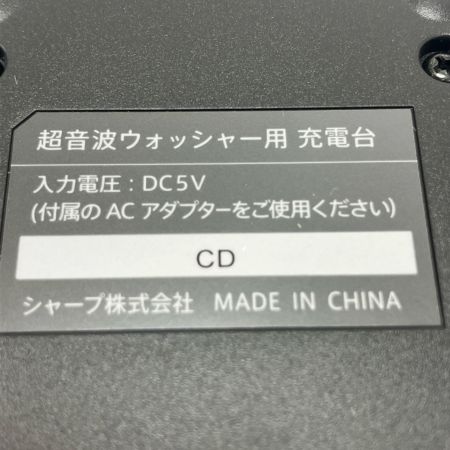 超音波ウォッシャー用 充電台
入力電圧：DC5V
(付属の AC アダプターをご使用ください)
CD
シャープ株式会社 MADE IN CHINA